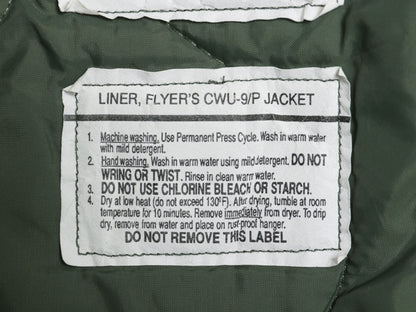 LINER, FLYER'S CWU-9/P JACKET
1. Machine washing. Use Permanent Press Cycle. Wash in warm water
with mild detergent.
2. Hand washing. Wash in warm water using mild detergent. DO NOT
WRING OR TWIST. Rinse in clean warm water.
3. DO NOT USE CHLORINE BLEACH OR STARCH.
4. Dry at low heat (do not exceed 130°F). After drying, tumble at room
temperature for 10 minutes. Remove immediately from dryer. To drip
dry, remove from water and place on rust-proof hanger.
DO NOT REMOVE THIS LABEL